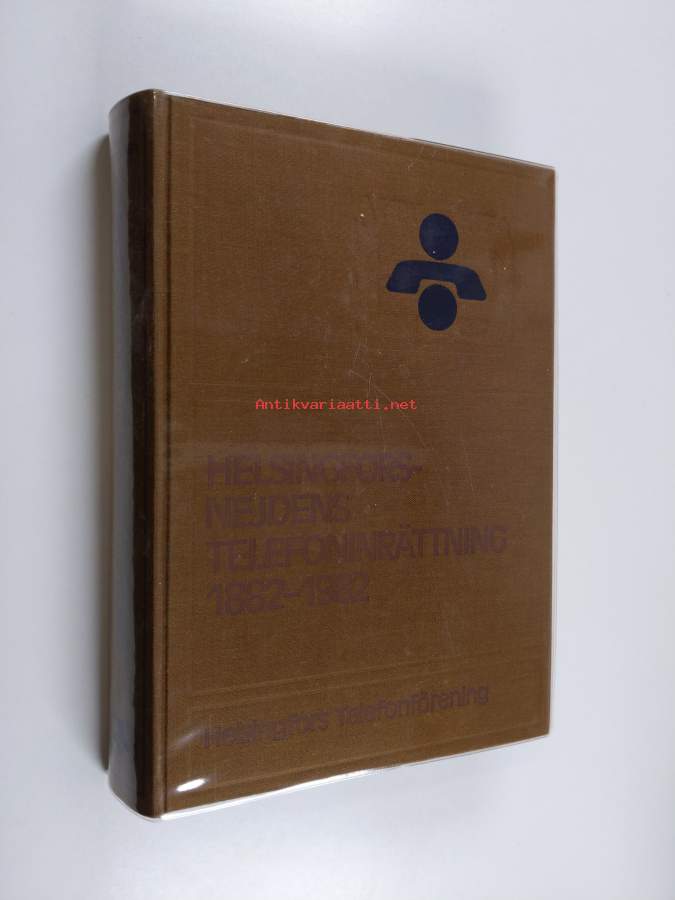 Antikvariaatti.net
HELSINGFORS-
NEJDENS
TELEFONINRÄTTNING
1882-1982
Helsingfors Telefonförening